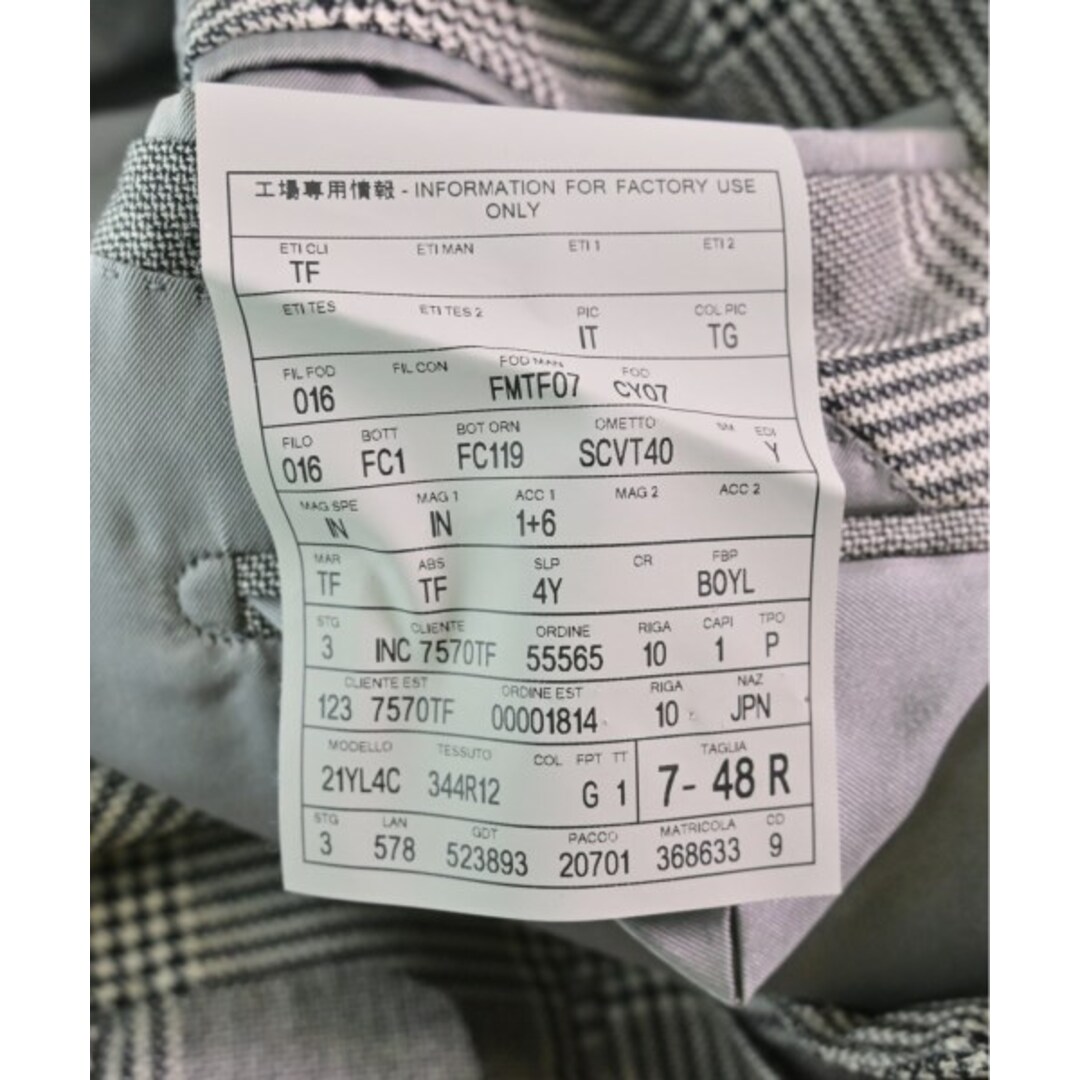 工場専用情報 - INFORMATION FOR FACTORY USE
ONLY
ETI CLI ETI MAN ETI 1 ETI 2
TF
ETI TES ETI TES 2 PIC COL PIC
IT TG
FIL FOD FIL CON FOD MAN FOD
016 FMTF07 CY07
FILO BOTT BOT ORN OMETTO SM EDI
016 FC1 FC119 SCVT40 Y
MAG SPE MAG 1 ACC 1 MAG 2 ACC 2
IN IN 1+6
MAR ABS SLP CR FBP
TF TF 4Y BOYL
STG CLIENTE ORDINE RIGA CAPI TPO
3 INC 7570TF 55565 10 1 P
CLIENTE EST ORDINE EST RIGA NAZ
123 7570TF 00001814 10 JPN
MODELLO TESSUTO COL FPT TT TAGLIA
21YL4C 344R12 G 1 7- 48 R
STG LAN GDT PACCO MATRICOLA CD
3 578 523893 20701 368633 9